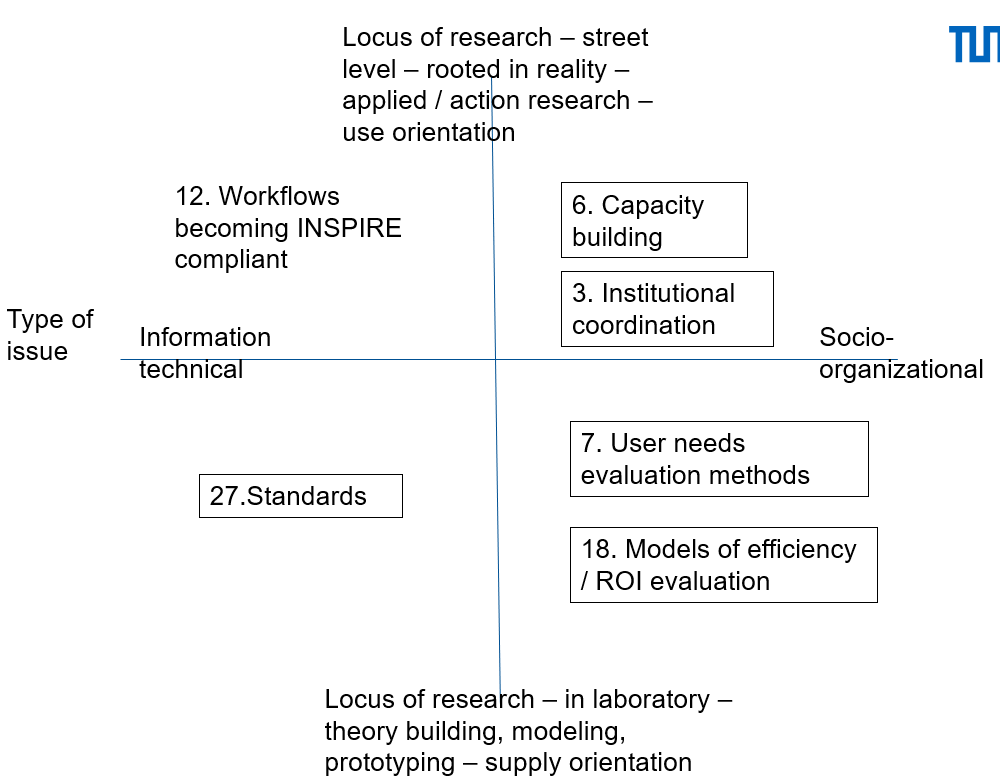 Locus of research – street
level – rooted in reality –
applied / action research –
use orientation
12. Workflows
becoming INSPIRE
compliant
6. Capacity
building
3. Institutional
coordination
Type of
issue
Information
technical
Socio-
organizational
7. User needs
evaluation methods
27.Standards
18. Models of efficiency
/ ROI evaluation
Locus of research – in laboratory –
theory building, modeling,
prototyping – supply orientation